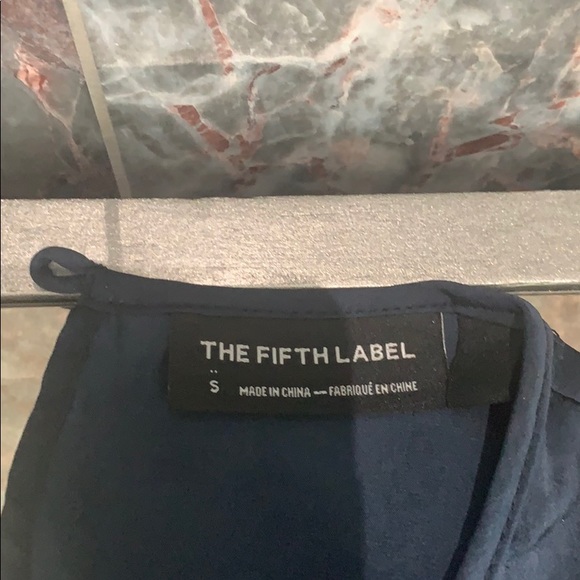 THE FIFTH LABEL
S
MADE IN CHINA — FABRIQUÉ EN CHINE